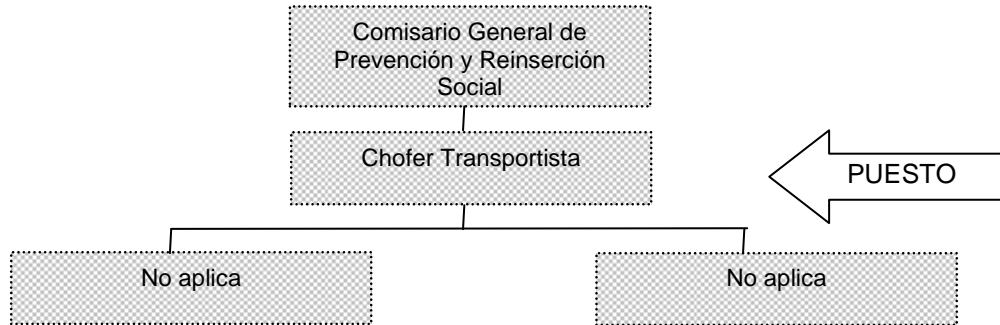 Comisario General de
Prevención y Reinserción
Social
Chofer Transportista
PUESTO
No aplica
No aplica